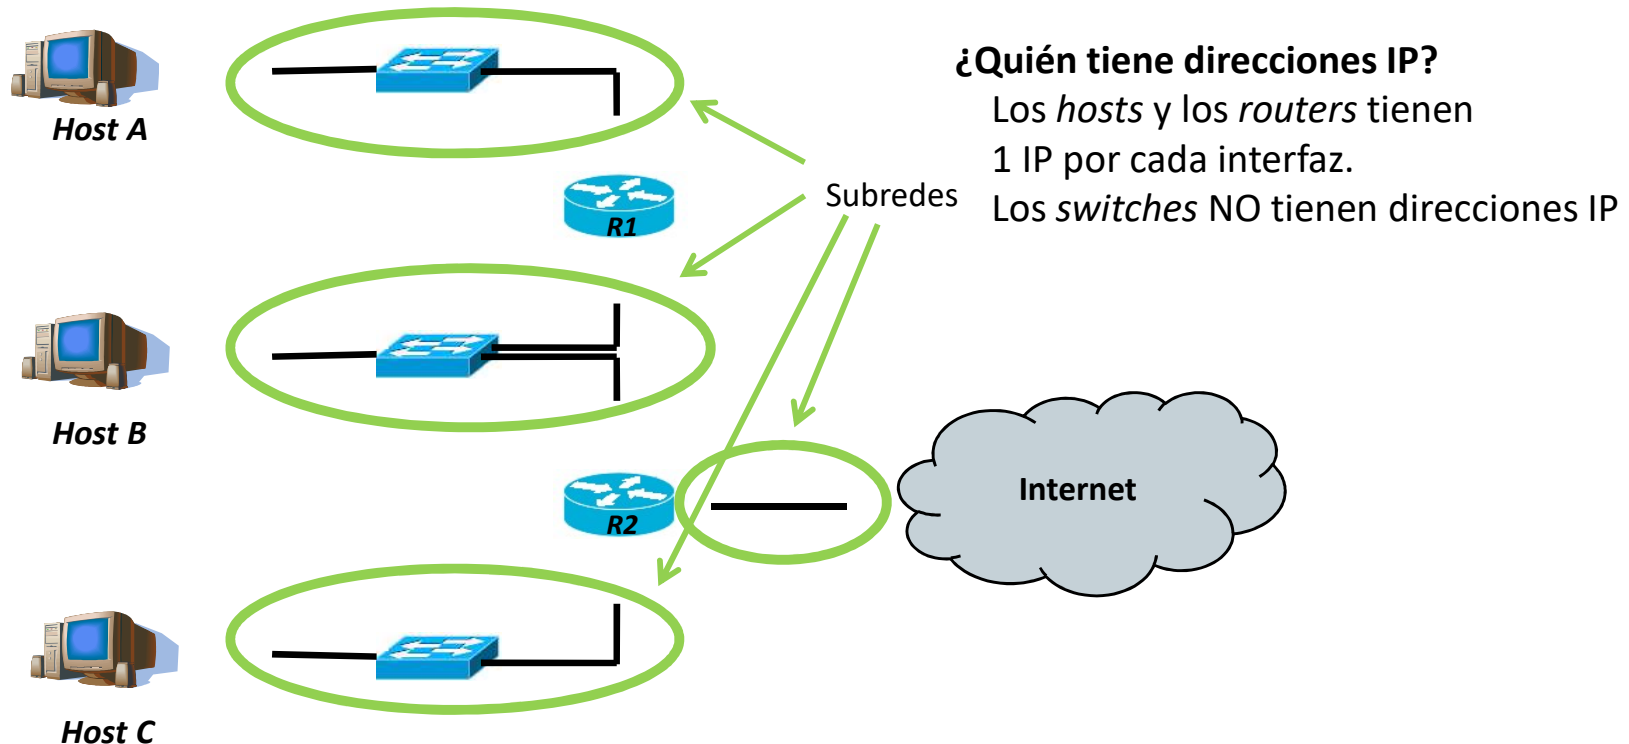 ¿Quién tiene direcciones IP?
Los hosts y los routers tienen
1 IP por cada interfaz.
Los switches NO tienen direcciones IP
Host A
Subredes
R1
Host B
Internet
R2
Host C